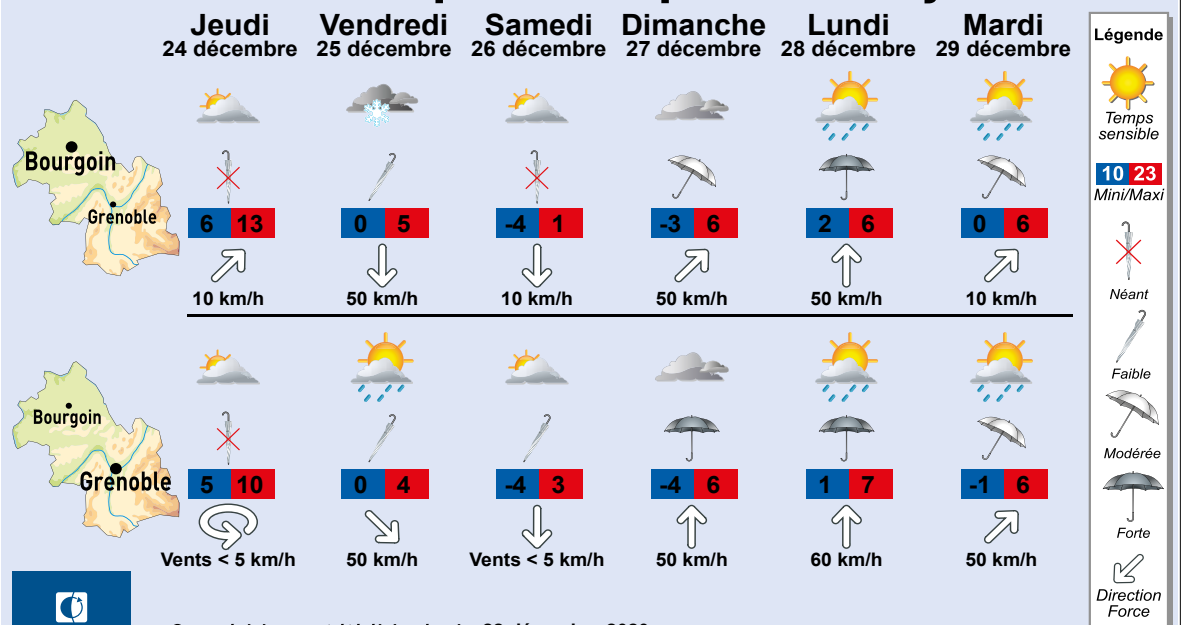 Jeudi Vendredi Samedi Dimanche Lundi Mardi
24 décembre 25 décembre 26 décembre 27 décembre 28 décembre 29 décembre
Bourgoin
Grenoble
6 13 0 5 -4 1 -3 6 2 6 0 6
10 km/h 50 km/h 10 km/h 50 km/h 50 km/h 10 km/h
Bourgoin
Grenoble
5 10 0 4 -4 3 -4 6 1 7 -1 6
Vents < 5 km/h 50 km/h Vents < 5 km/h 50 km/h 60 km/h 50 km/h
Légende
Temps
sensible
10 23
Mini/Maxi
Néant
Faible
Modérée
Forte
Direction
Force